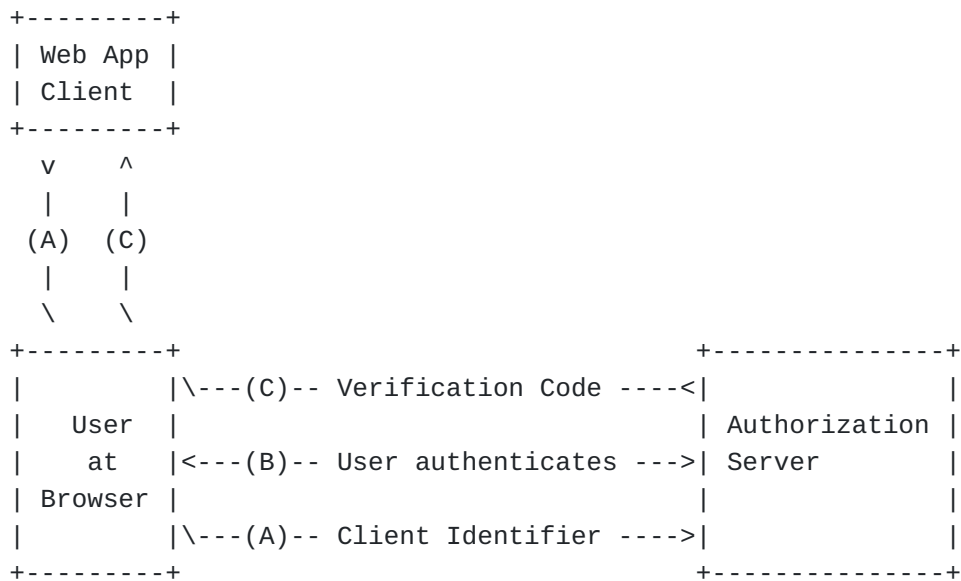 +---------+
| Web App |
| Client  |
+---------+
  v    ^
  |    |
 (A)  (C)
  |    |
  \    \
+---------+                               +---------------+
|         |\---(C)-- Verification Code ----<|               |
|   User  |                               | Authorization |
|    at   |<---(B)-- User authenticates --->| Server        |
| Browser |                               |               |
|         |\---(A)-- Client Identifier ---->|               |
+---------+                               +---------------+